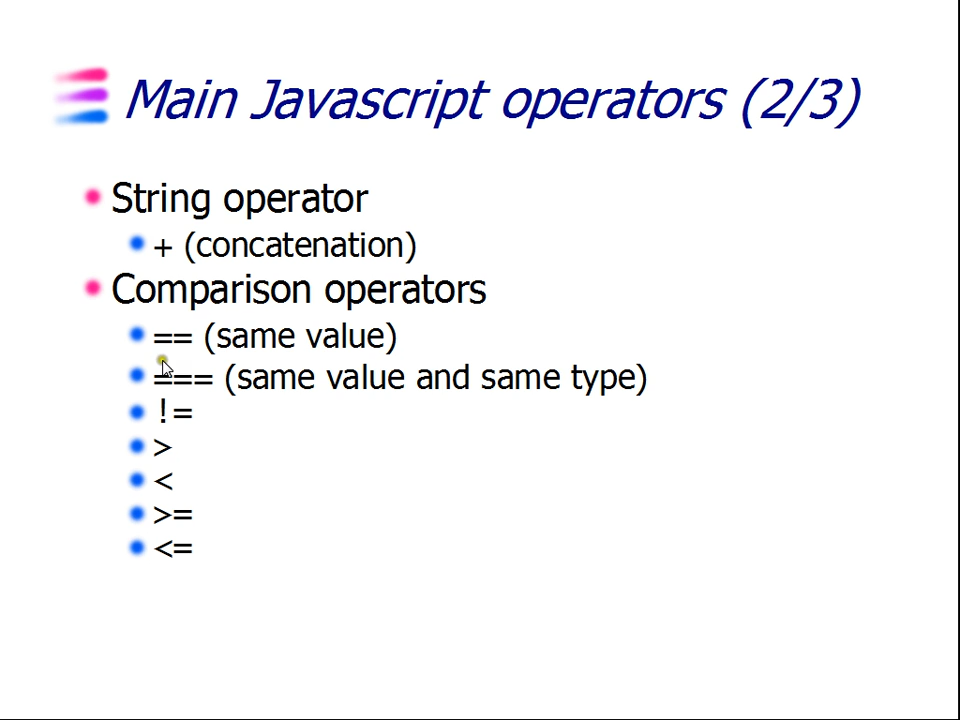 Main Javascript operators (2/3)
String operator
+ (concatenation)
Comparison operators
== (same value)
=== (same value and same type)
!=
>
<
>=
<=